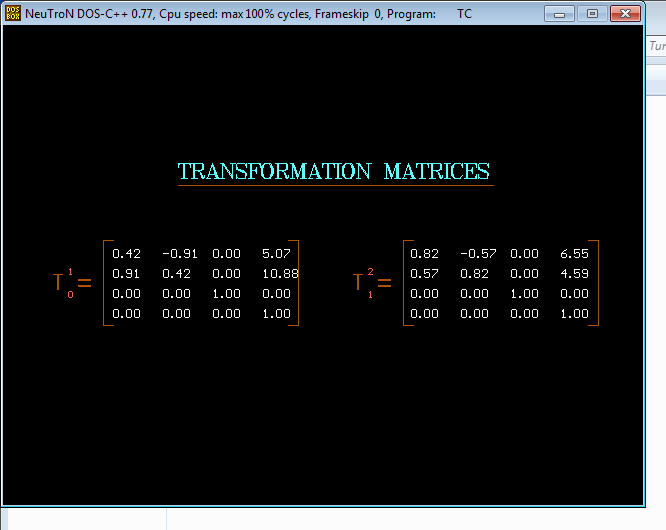 DOS BOX NeuTroN DOS-C++ 0.77, Cpu speed: max 100% cycles, Frameskip 0, Program: TC
Tur
TRANSFORMATION MATRICES
T 1 0 = 0.42 -0.91 0.00 5.07
0.91 0.42 0.00 10.88
0.00 0.00 1.00 0.00
0.00 0.00 0.00 1.00
T 2 1 = 0.82 -0.57 0.00 6.55
0.57 0.82 0.00 4.59
0.00 0.00 1.00 0.00
0.00 0.00 0.00 1.00